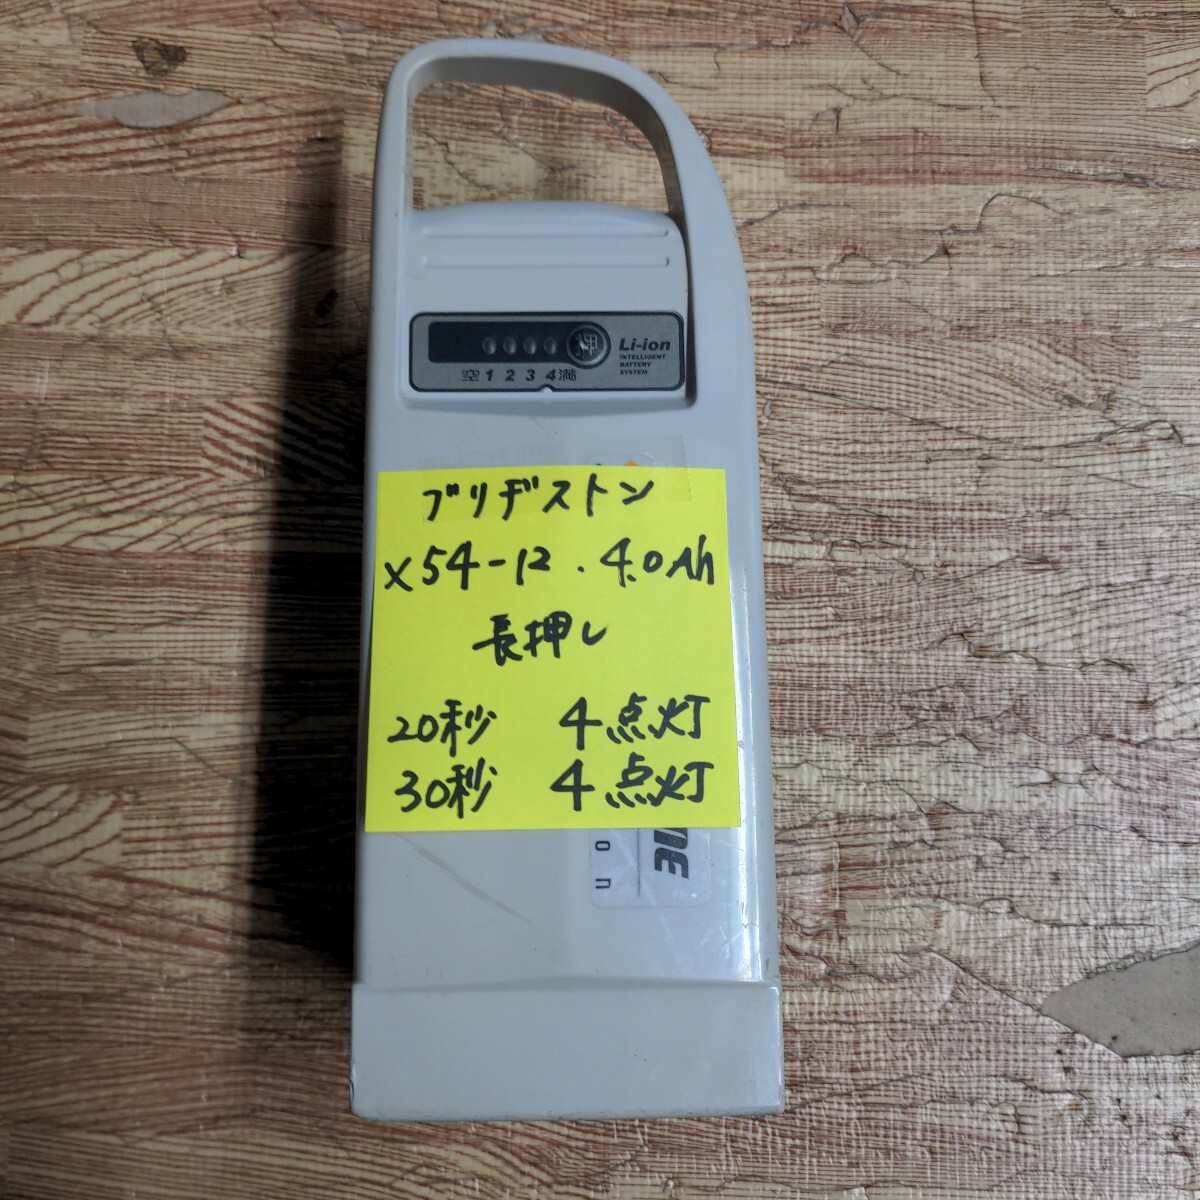 押
Li-ion
INTELLIGENT
BATTERY
SYSTEM
空1 2 3 4満
ブリヂストン
X54-12.4.0Ah
長押し
20秒 4点灯
30秒 4点灯